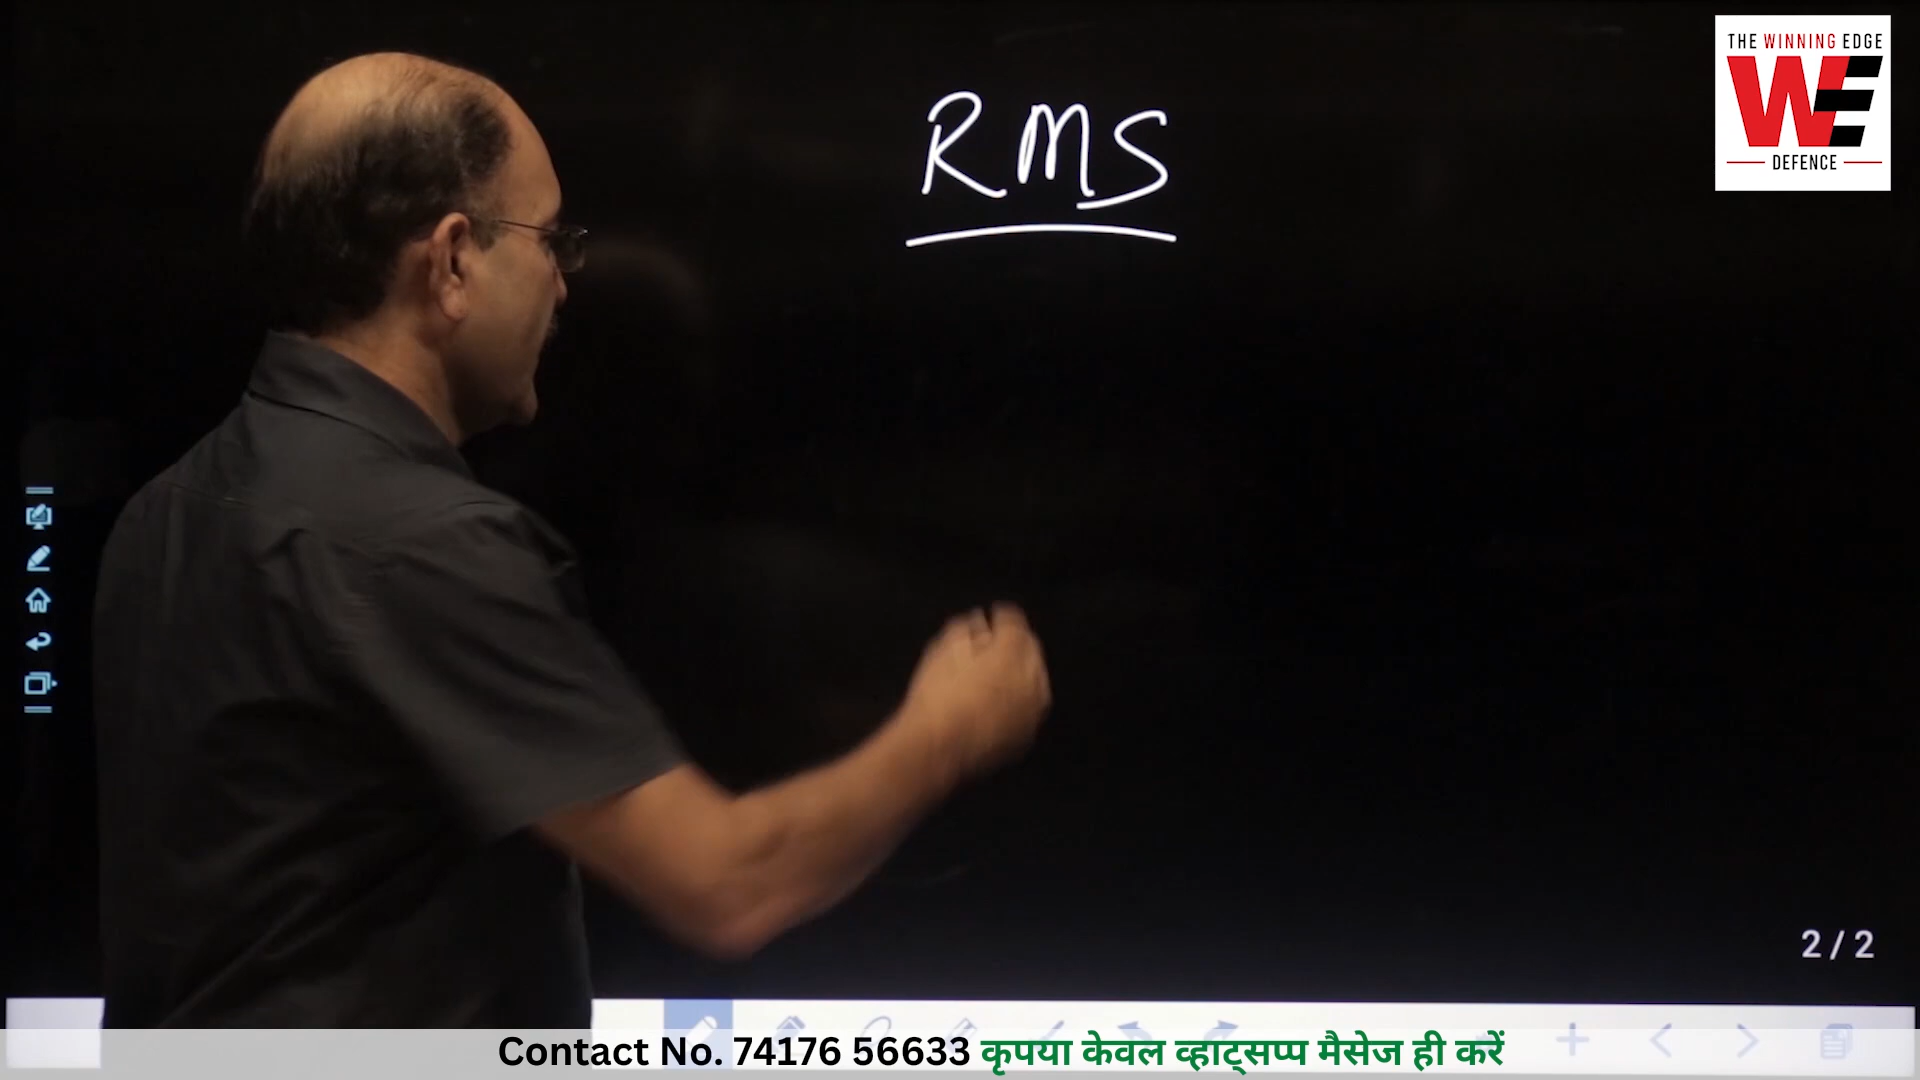 THE WINNING EDGE
WE
DEFENCE
RMS
2 / 2
Contact No. 74176 56633 कृपया केवल व्हाट्सप्प मैसेज ही करें